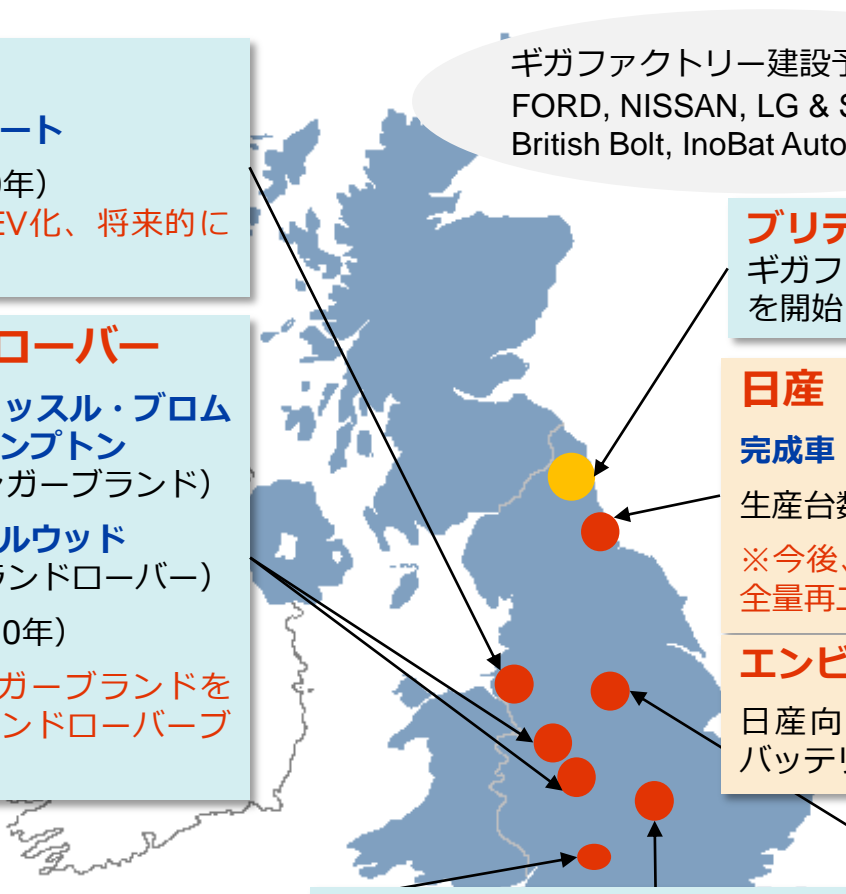 ギガファクトリー建設予
FORD, NISSAN, LG & S
British Bolt, InoBat Auto
ート
年）
EV化、将来的に
ローバー
ッスル・ブロム
ンプトン
ガーブランド）
ルウッド
ランドローバー）
0年）
ガーブランドを
ンドローバーブ
ブリテ
ギガフ
を開始
日産
完成車
生産台数
※今後、
全量再エ
エンビ
日産向
バッテリ